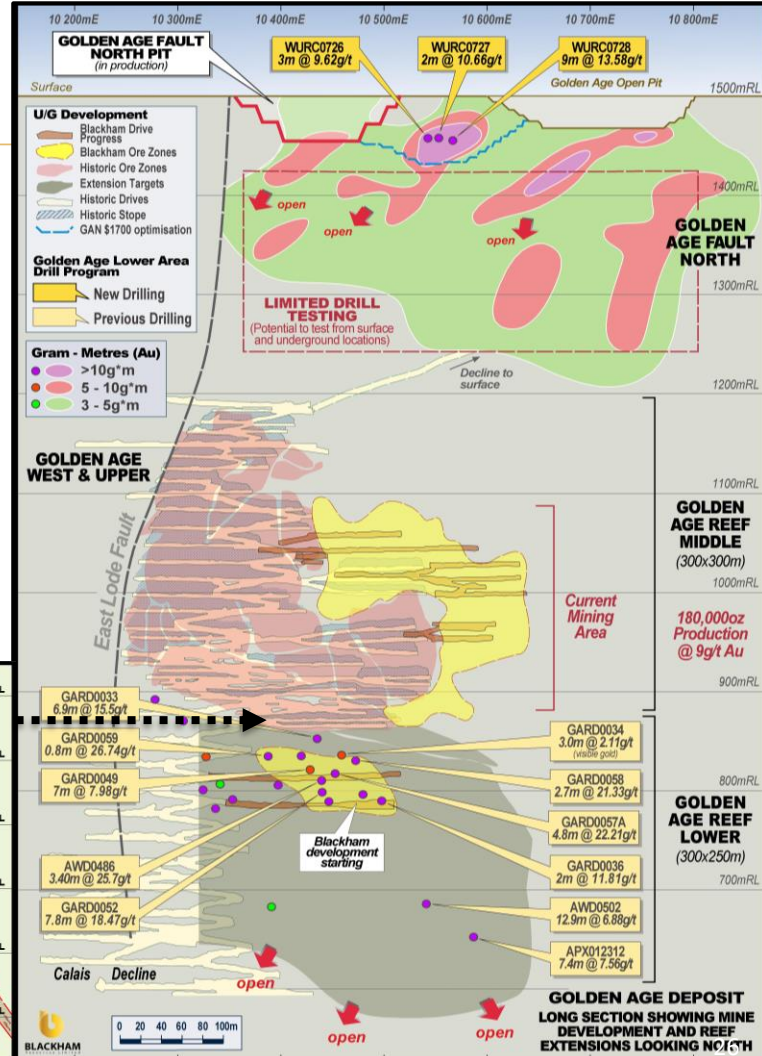 10 200mE
10 300mE
10 400mE
10 500mE
10 600mE
10 700mE
10 800mE
GOLDEN AGE FAULT
NORTH PIT
(in production)
WURC0726
3m @ 9.62g/t
WURC0727
2m @ 10.66g/t
WURC0728
9m @ 13.58g/t
Surface
Golden Age Open Pit
1500mRL
U/G Development
Blackham Drive
Progress
Blackham Ore Zones
Historic Ore Zones
Extension Targets
Historic Drives
Historic Stope
GAN $1700 optimisation
Golden Age Lower Area
Drill Program
New Drilling
Previous Drilling
Gram - Metres (Au)
>10g*m
5 - 10g*m
3 - 5g*m
1400mRL
open
open
open
GOLDEN
AGE FAULT
NORTH
LIMITED DRILL
TESTING
(Potential to test from surface
and underground locations)
1300mRL
Decline to
surface
1200mRL
GOLDEN AGE
WEST & UPPER
East Lode Fault
1100mRL
GOLDEN
AGE REEF
MIDDLE
(300x300m)
1000mRL
Current
Mining
Area
180,000oz
Production
@ 9g/t Au
900mRL
GARD0033
6.9m @ 15.5g/t
GARD0059
0.8m @ 26.74g/t
GARD0049
7m @ 7.98g/t
AWD0486
3.40m @ 25.7g/t
GARD0052
7.8m @ 18.47g/t
Blackham
development
starting
GARD0034
3.0m @ 2.11g/t
(visible gold)
GARD0058
2.7m @ 21.33g/t
GARD0057A
4.8m @ 22.21g/t
GARD0036
2m @ 11.81g/t
AWD0502
12.9m @ 6.88g/t
APX012312
7.4m @ 7.56g/t
800mRL
GOLDEN
AGE REEF
LOWER
(300x250m)
700mRL
Calais Decline
open
open
open
GOLDEN AGE DEPOSIT
LONG SECTION SHOWING MINE
DEVELOPMENT AND REEF
EXTENSIONS LOOKING NORTH
BLACKHAM
0 20 40 60 80 100m
26